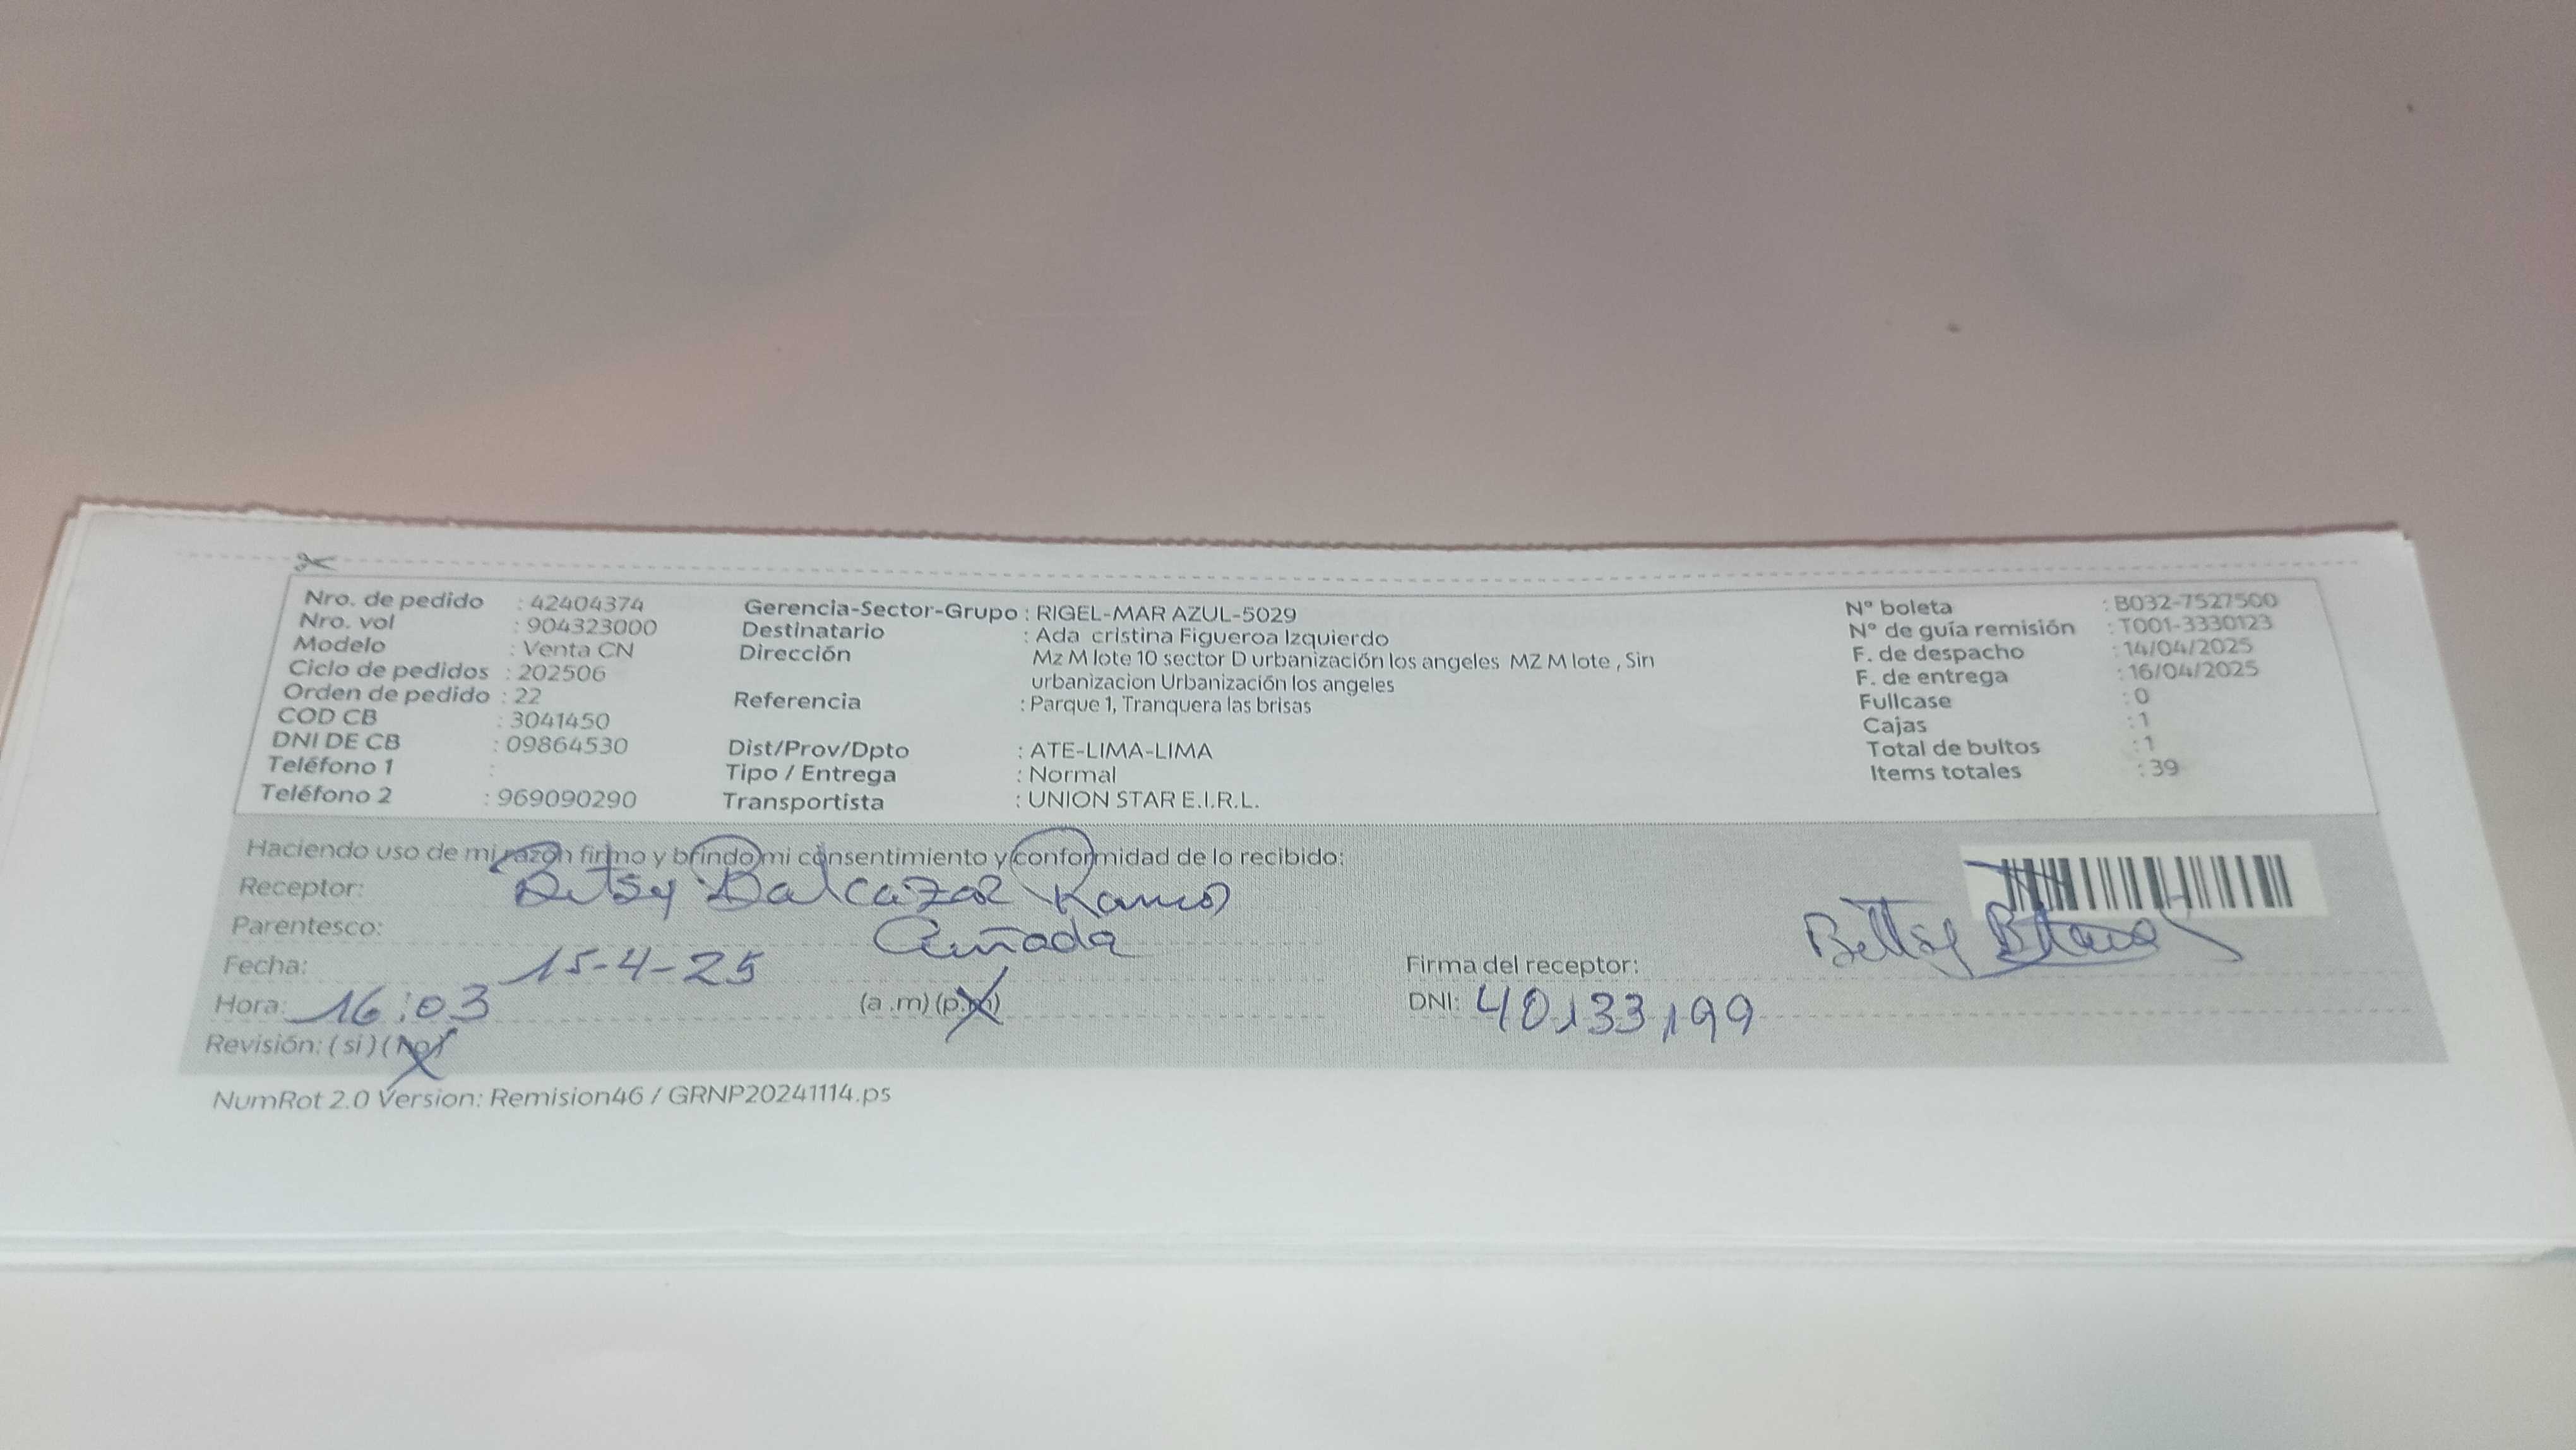 Nro. de pedido : 42404374
Nro. vol : 904323000
Modelo : Venta CN
Ciclo de pedidos : 202506
Orden de pedido : 22
COD CB : 3041450
DNI DE CB : 09864530
Teléfono 1 :
Teléfono 2 : 969090290
Gerencia-Sector-Grupo : RIGEL-MAR AZUL-5029
Destinatario : Ada cristina Figueroa Izquierdo
Dirección Mz M lote 10 sector D urbanización los angeles MZ M lote , Sin
urbanizacion Urbanización los angeles
Referencia : Parque 1, Tranquera las brisas
Dist/Prov/Dpto : ATE-LIMA-LIMA
Tipo / Entrega : Normal
Transportista : UNION STAR E.I.R.L.
N° boleta : B032-7527500
N° de guía remisión : T001-3330123
F. de despacho : 14/04/2025
F. de entrega : 16/04/2025
Fullcase : 0
Cajas : 1
Total de bultos : 1
Items totales : 39
Haciendo uso de mi razón firmo y brindo mi consentimiento y conformidad de lo recibido:
Receptor: Betsy Balcazar Ramos
Parentesco: Cuñada
Fecha: 15-4-25
Hora: 16:03 (a .m) (p.m)
Revisión: ( si ) ( No )
Firma del receptor: Bettsy
DNI: 40133199
NumRot 2.0 Version: Remision46 / GRNP20241114.ps